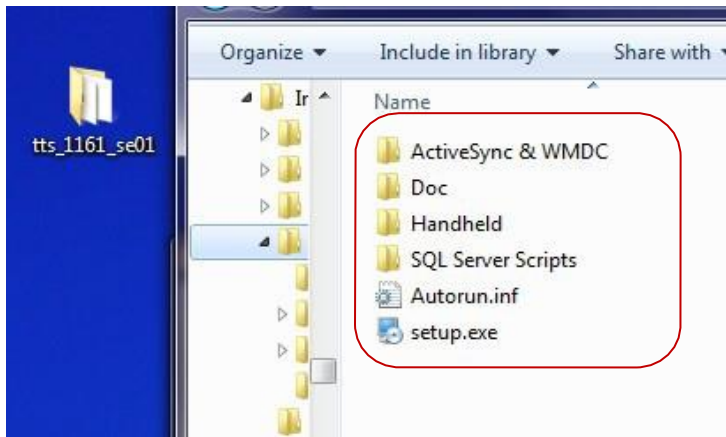 Organize Include in library Share with
Ir
Name
tts_1161_se01
ActiveSync & WMDC
Doc
Handheld
SQL Server Scripts
Autorun.inf
setup.exe